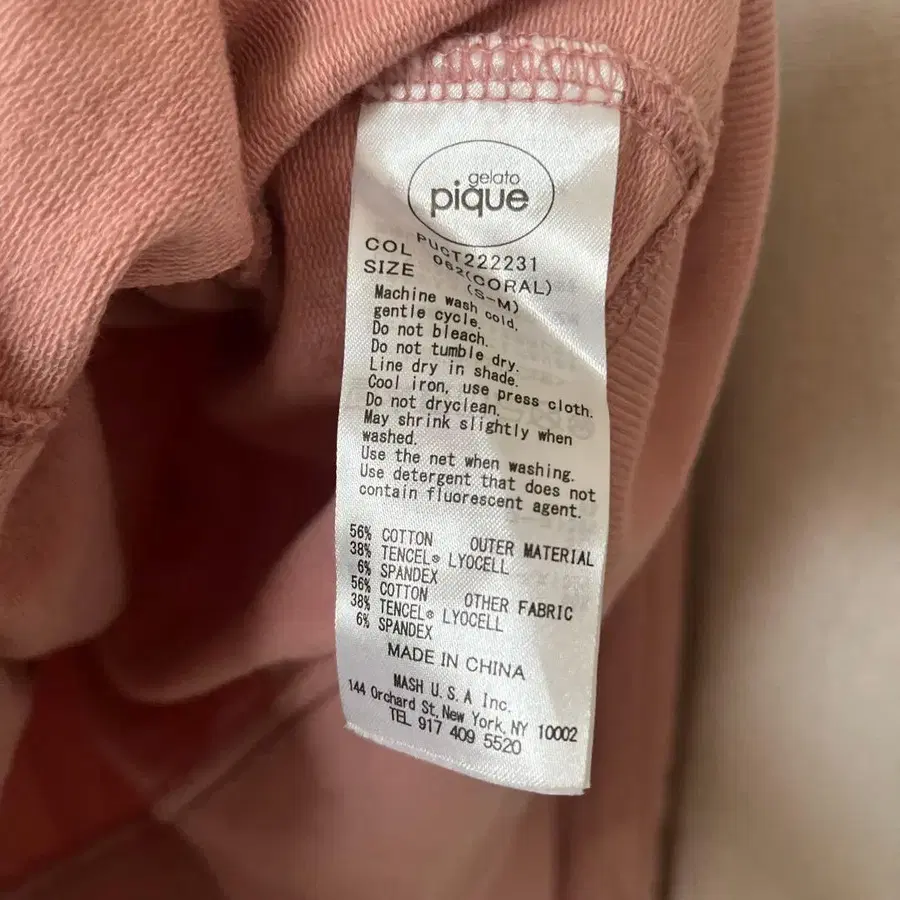 gelato
pique
PUCT222231
COL 062(CORAL)
SIZE (S-M)
Machine wash cold,
gentle cycle.
Do not bleach.
Do not tumble dry.
Line dry in shade.
Cool iron, use press cloth.
Do not dryclean.
May shrink slightly when
washed.
Use the net when washing.
Use detergent that does not
contain fluorescent agent.
56% COTTON OUTER MATERIAL
38% TENCEL® LYOCELL
6% SPANDEX
56% COTTON OTHER FABRIC
38% TENCEL® LYOCELL
6% SPANDEX
MADE IN CHINA
MASH U.S.A Inc.
144 Orchard St, New York, NY 10002
TEL 917 409 5520